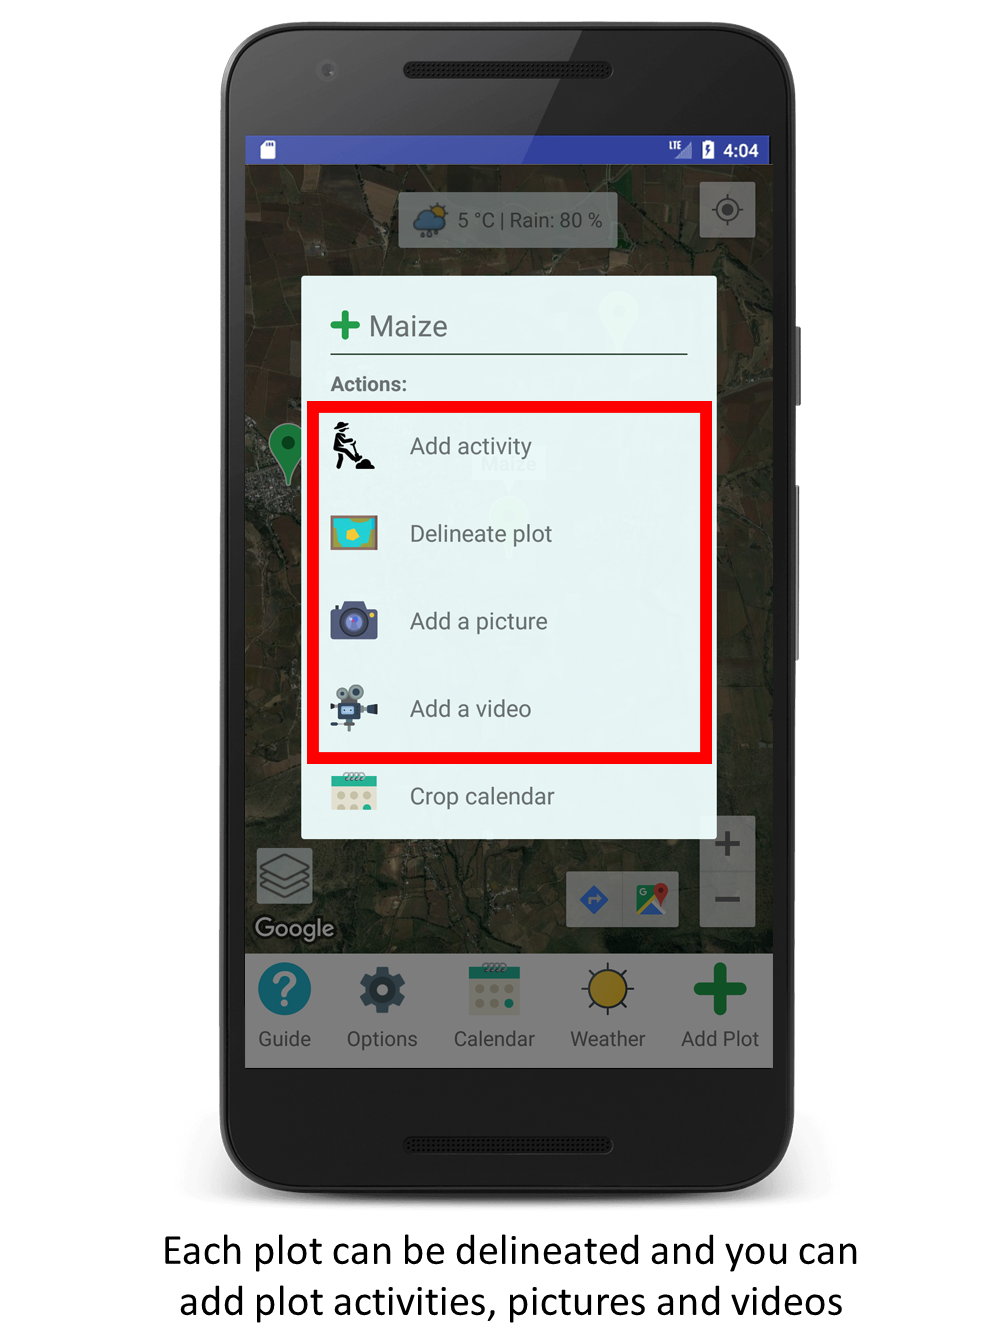 LTE 4:04
5 °C | Rain: 80 %
Maize
Actions:
Add activity
Maize
Delineate plot
Add a picture
Add a video
Crop calendar
G
Google
Guide Options Calendar Weather Add Plot
Each plot can be delineated and you can
add plot activities, pictures and videos